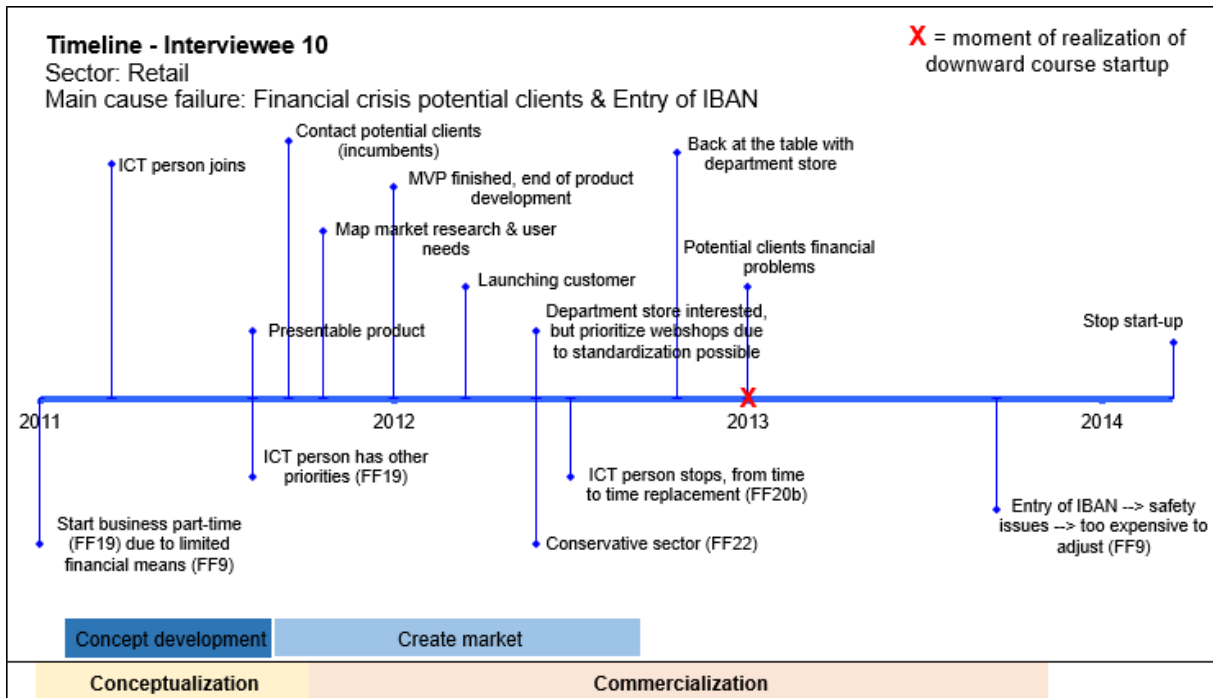 Timeline - Interviewee 10
Sector: Retail
Main cause failure: Financial crisis potential clients & Entry of IBAN
X = moment of realization of
downward course startup
ICT person joins
Contact potential clients
(incumbents)
MVP finished, end of product
development
Map market research & user
needs
Launching customer
Presentable product
Department store interested,
but prioritize webshops due
to standardization possible
Back at the table with
department store
Potential clients financial
problems
Stop start-up
X
2011
2012
2013
2014
ICT person has other
priorities (FF19)
Start business part-time
(FF19) due to limited
financial means (FF9)
ICT person stops, from time
to time replacement (FF20b)
Conservative sector (FF22)
Entry of IBAN --> safety
issues --> too expensive to
adjust (FF9)
Concept development
Create market
Conceptualization
Commercialization